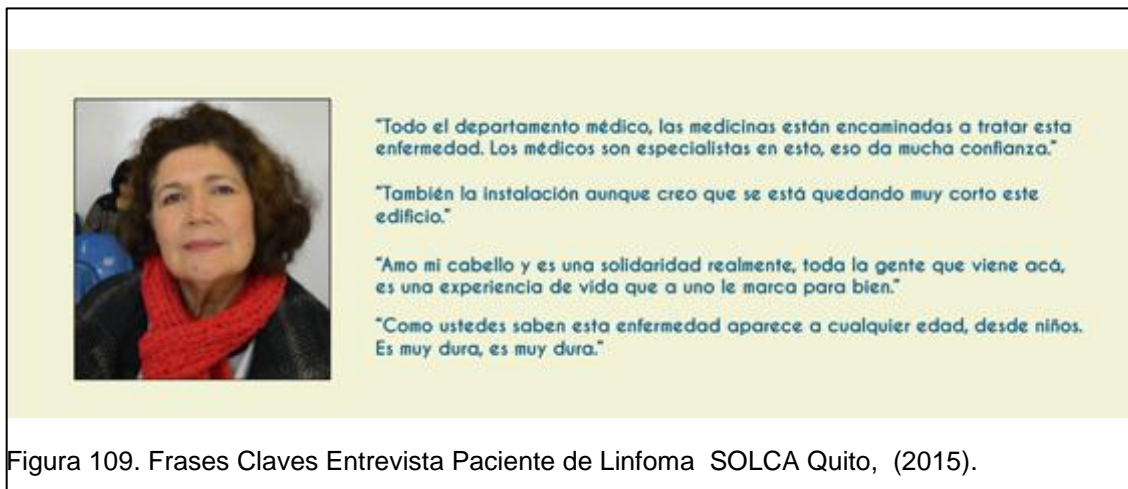 "Todo el departamento médico, las medicinas están encaminadas a tratar esta
enfermedad. Los médicos son especialistas en esto, eso da mucha confianza."
"También la instalación aunque creo que se está quedando muy corto este
edificio."
"Amo mi cabello y es una solidaridad realmente, toda la gente que viene acá,
es una experiencia de vida que a uno le marca para bien."
"Como ustedes saben esta enfermedad aparece a cualquier edad, desde niños.
Es muy dura, es muy dura."
Figura 109. Frases Claves Entrevista Paciente de Linfoma SOLCA Quito, (2015).